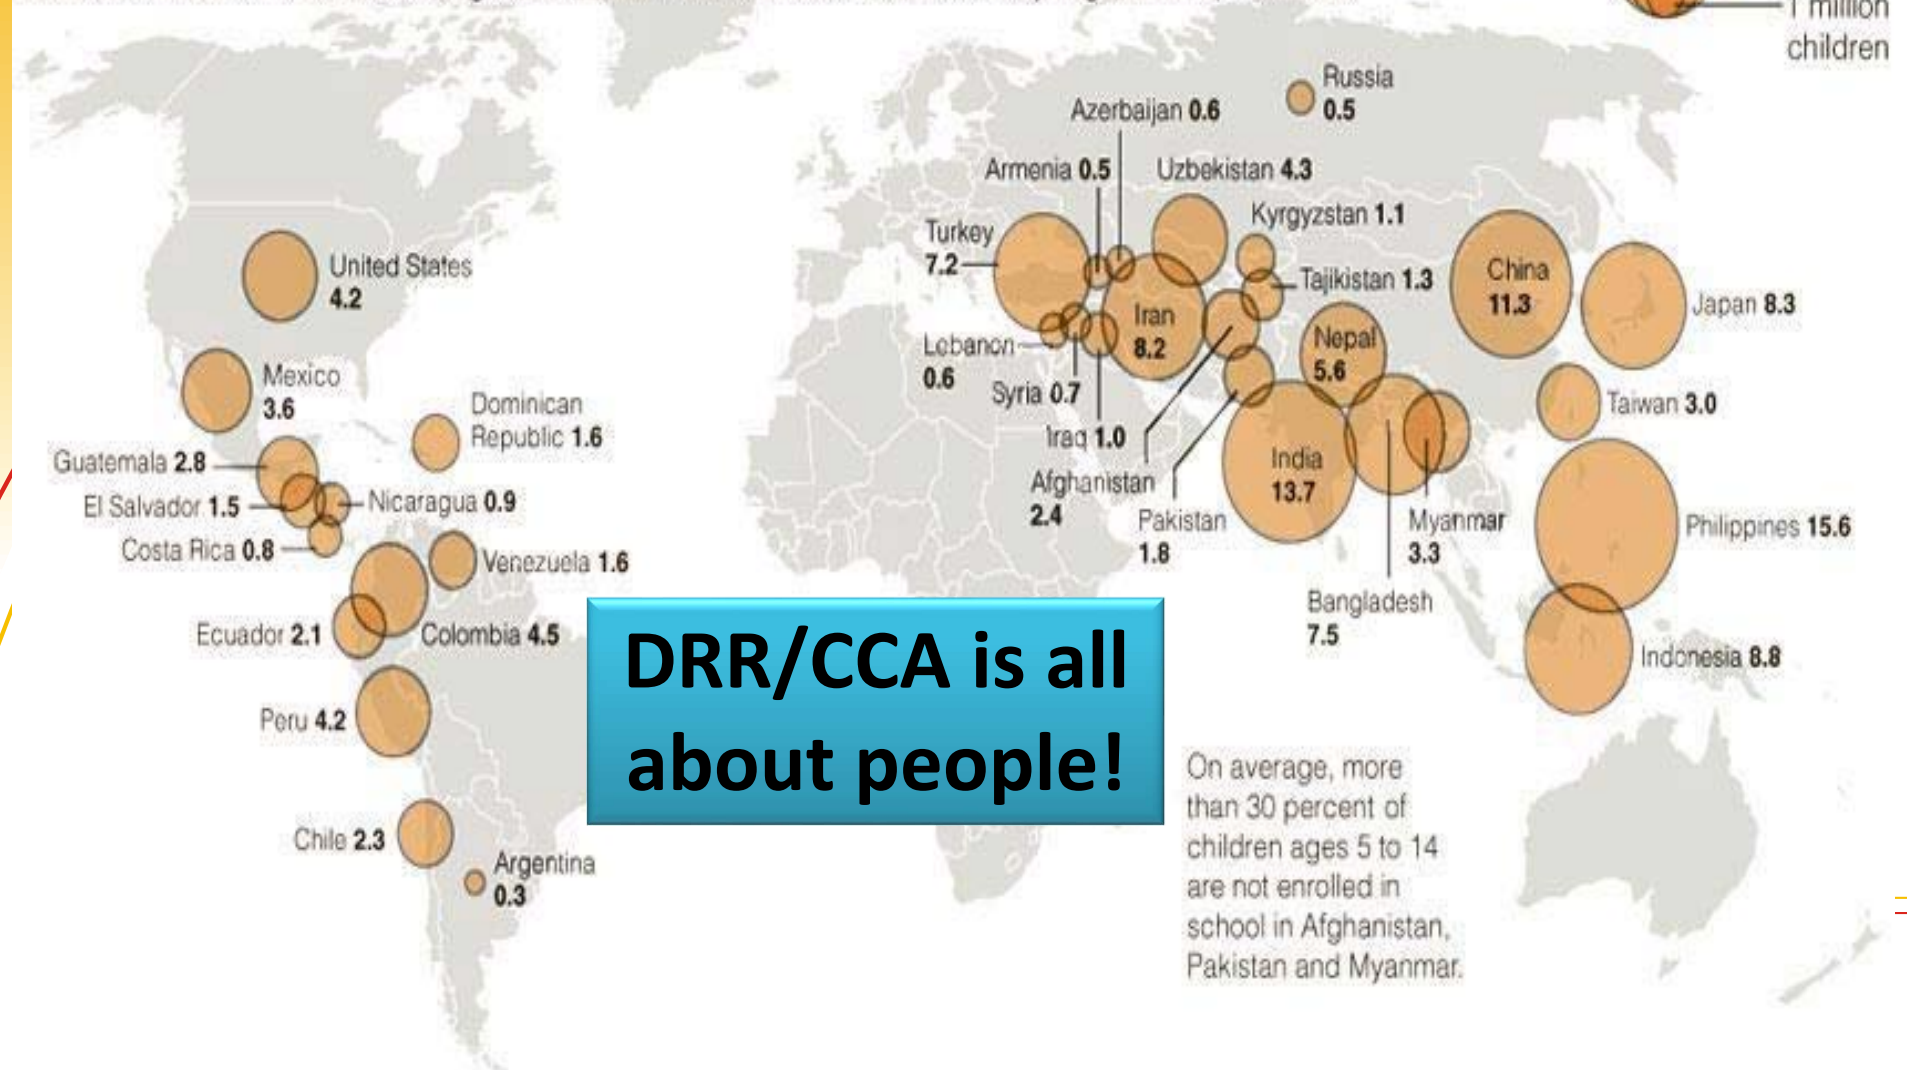 1 million
children
Russia
0.5
Azerbaijan 0.6
Armenia 0.5
Uzbekistan 4.3
Kyrgyzstan 1.1
Turkey
7.2
Tajikistan 1.3
China
11.3
Japan 8.3
United States
4.2
Iran
8.2
Nepal
5.6
Lebanon
0.6
Syria 0.7
Mexico
3.6
Dominican
Republic 1.6
Taiwan 3.0
Iraq 1.0
Guatemala 2.8
Afghanistan
2.4
India
13.7
El Salvador 1.5
Nicaragua 0.9
Pakistan
1.8
Myanmar
3.3
Philippines 15.6
Costa Rica 0.8
Venezuela 1.6
Bangladesh
7.5
Ecuador 2.1
Colombia 4.5
Indonesia 8.8
DRR/CCA is all
about people!
Peru 4.2
Chile 2.3
Argentina
0.3
On average, more
than 30 percent of
children ages 5 to 14
are not enrolled in
school in Afghanistan,
Pakistan and Myanmar.